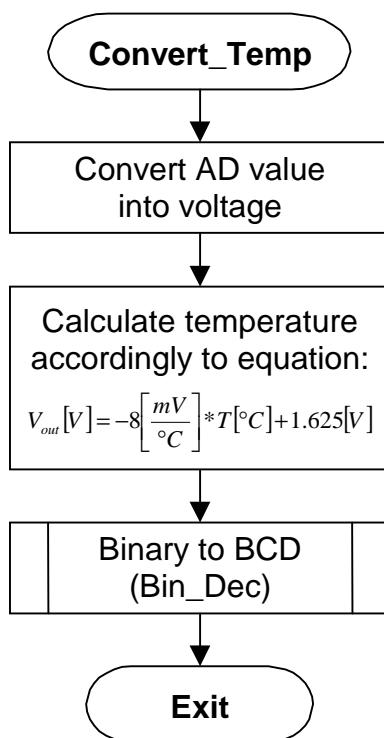 Convert_Temp
Convert AD value
into voltage
Calculate temperature
accordingly to equation:
V_out [V] = −8[mV/°C] * T[°C] + 1.625[V]
Binary to BCD
(Bin_Dec)
Exit